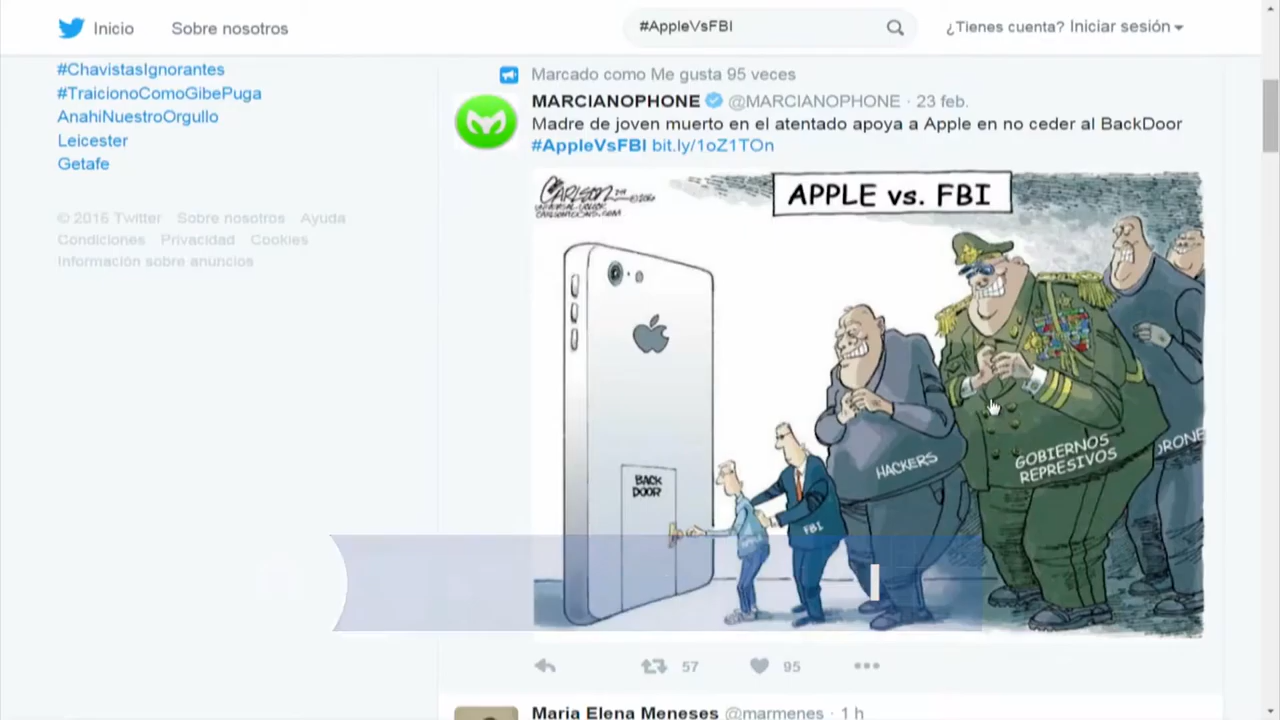 Inicio
Sobre nosotros
#AppleVsFBI
¿Tienes cuenta? Iniciar sesión
#ChavistasIgnorantes
#TraicionoComoGibePuga
AnahiNuestroOrgullo
Leicester
Getafe
© 2016 Twitter Sobre nosotros Ayuda
Condiciones Privacidad Cookies
Información sobre anuncios
Marcado como Me gusta 95 veces
MARCIANOPHONE @MARCIANOPHONE · 23 feb.
Madre de joven muerto en el atentado apoya a Apple en no ceder al BackDoor
#AppleVsFBI bit.ly/1oZ1TOn
CARLSON
APPLE vs. FBI
BACK
DOOR
FBI
HACKERS
GOBIERNOS
REPRESIVOS
57
95
Maria Elena Meneses @marmenes · 1 h